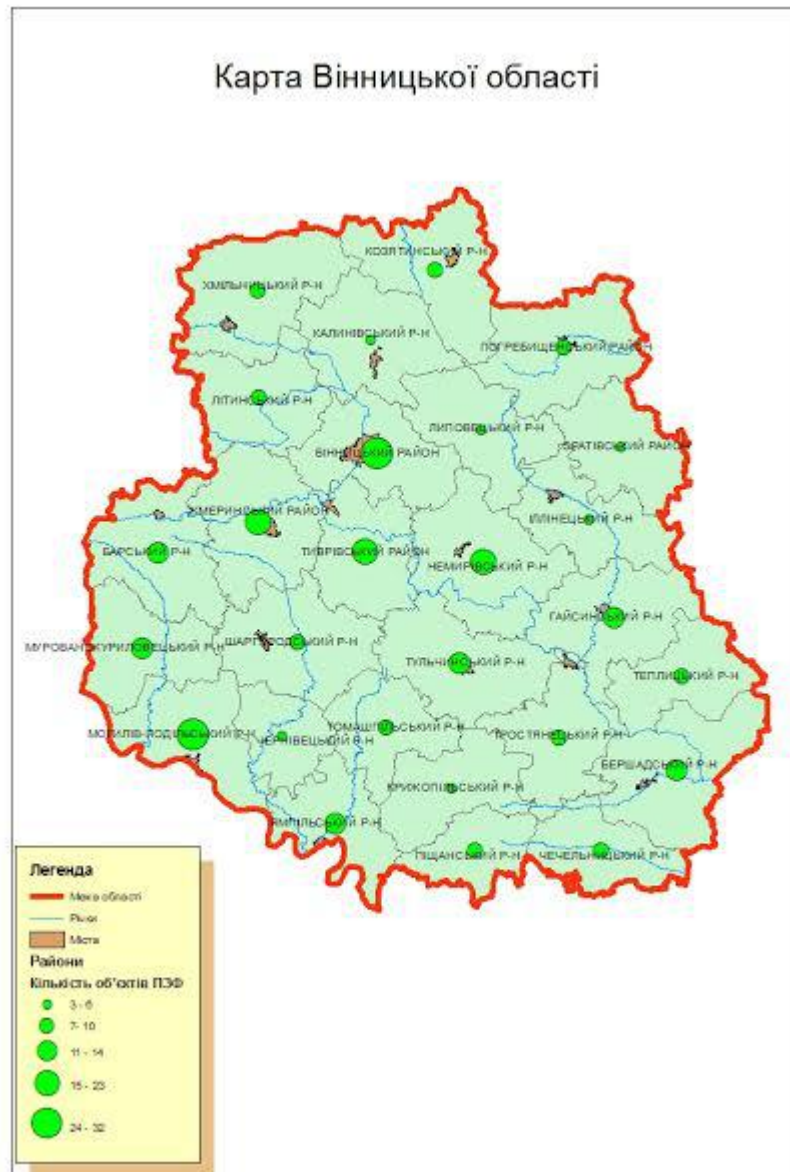 Карта Вінницької області
КОЗЯТИНСЬКИЙ Р-Н
ХМІЛЬНИЦЬКИЙ Р-Н
КАЛИНІВСЬКИЙ Р-Н
ПОГРЕБИЩЕНСЬКИЙ РАЙОН
ЛІТИНСЬКИЙ Р-Н
ЛИПОВЕЦЬКИЙ Р-Н
ОРАТІВСЬКИЙ РАЙОН
ВІННИЦЬКИЙ РАЙОН
ЖМЕРИНСЬКИЙ РАЙОН
ІЛЛІНЕЦЬКИЙ Р-Н
БАРСЬКИЙ Р-Н
ТИВРІВСЬКИЙ РАЙОН
НЕМИРІВСЬКИЙ Р-Н
ГАЙСИНСЬКИЙ Р-Н
МУРОВАНОКУРИЛОВЕЦЬКИЙ Р-Н
ШАРГОРОДСЬКИЙ Р-Н
ТУЛЬЧИНСЬКИЙ Р-Н
ТЕПЛИЦЬКИЙ Р-Н
МОГИЛІВ-ПОДІЛЬСЬКИЙ Р-Н
ЧЕРНІВЕЦЬКИЙ Р-Н
ТОМАШПІЛЬСЬКИЙ Р-Н
ТРОСТЯНЕЦЬКИЙ Р-Н
БЕРШАДСЬКИЙ Р-Н
КРИЖОПІЛЬСЬКИЙ Р-Н
ЯМПІЛЬСЬКИЙ Р-Н
ПІЩАНСЬКИЙ Р-Н
ЧЕЧЕЛЬНИЦЬКИЙ Р-Н
Легенда
Межа області
Річки
Міста
Райони
Кількість об'єктів ПЗФ
3 - 6
7- 10
11 - 14
15 - 23
24 - 32